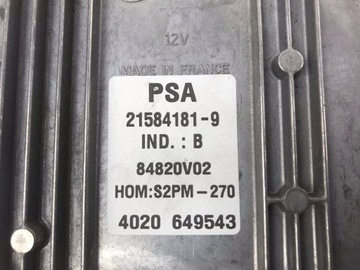 12V
MADE IN FRANCE
PSA
21584181-9
IND. : B
84820V02
HOM:S2PM-270
4020 649543